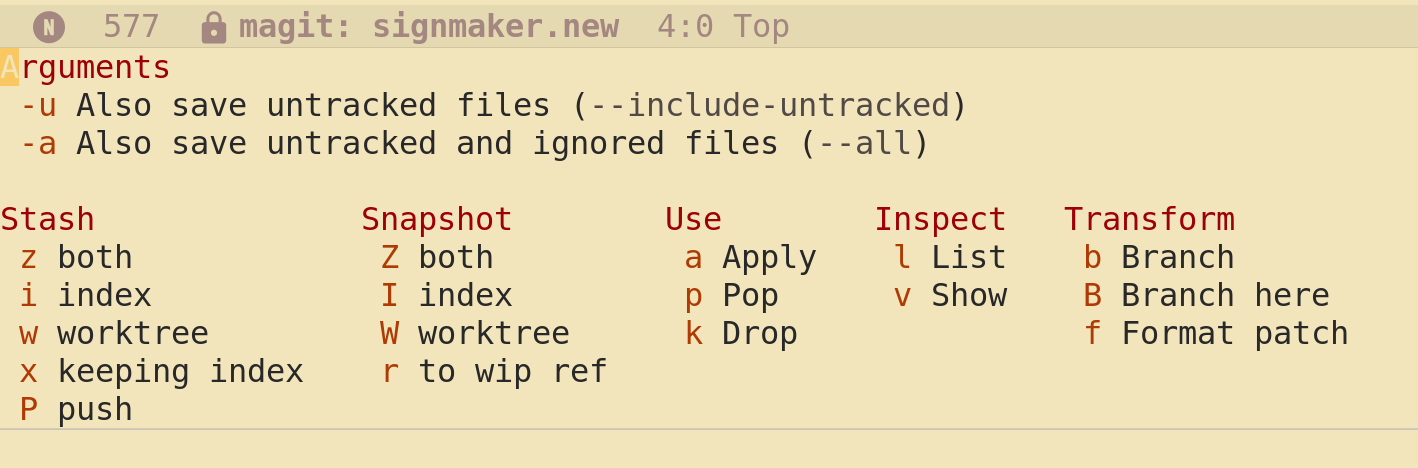 N 577 magit: signmaker.new 4:0 Top
Arguments
-u Also save untracked files (--include-untracked)
-a Also save untracked and ignored files (--all)
Stash Snapshot Use Inspect Transform
z both Z both a Apply l List b Branch
i index I index p Pop v Show B Branch here
w worktree W worktree k Drop f Format patch
x keeping index r to wip ref
P push